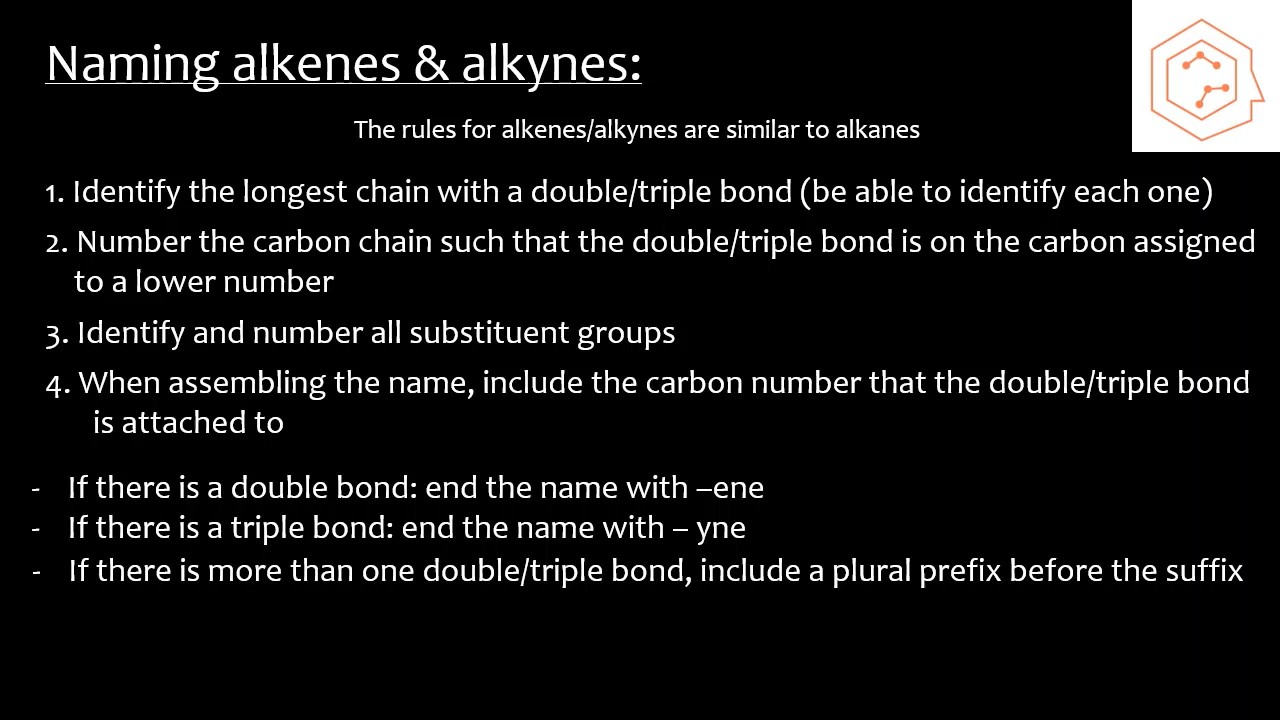 Naming alkenes & alkynes:
The rules for alkenes/alkynes are similar to alkanes
1. Identify the longest chain with a double/triple bond (be able to identify each one)
2. Number the carbon chain such that the double/triple bond is on the carbon assigned
to a lower number
3. Identify and number all substituent groups
4. When assembling the name, include the carbon number that the double/triple bond
is attached to
- If there is a double bond: end the name with –ene
- If there is a triple bond: end the name with – yne
- If there is more than one double/triple bond, include a plural prefix before the suffix